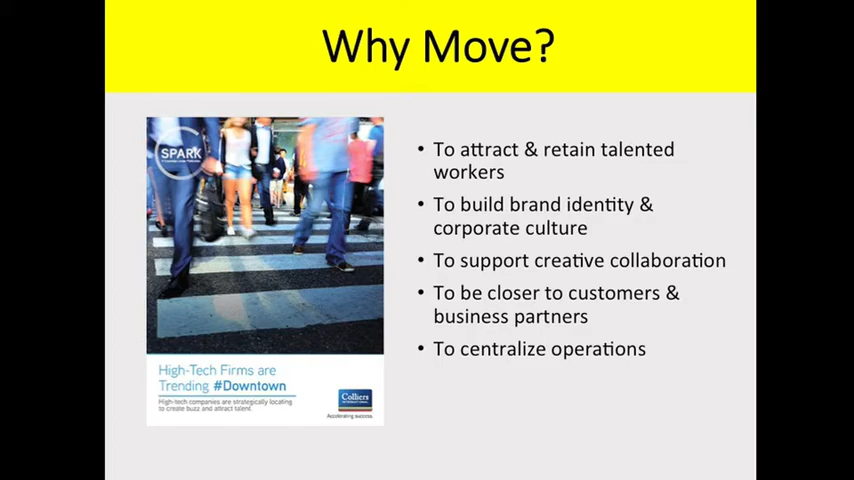 Why Move?
SPARK
High-Tech Firms are
Trending #Downtown
High-tech companies are strategically locating
to create buzz and attract talent.
Colliers
INTERNATIONAL
Accelerating success.
• To attract & retain talented
workers
• To build brand identity &
corporate culture
• To support creative collaboration
• To be closer to customers &
business partners
• To centralize operations